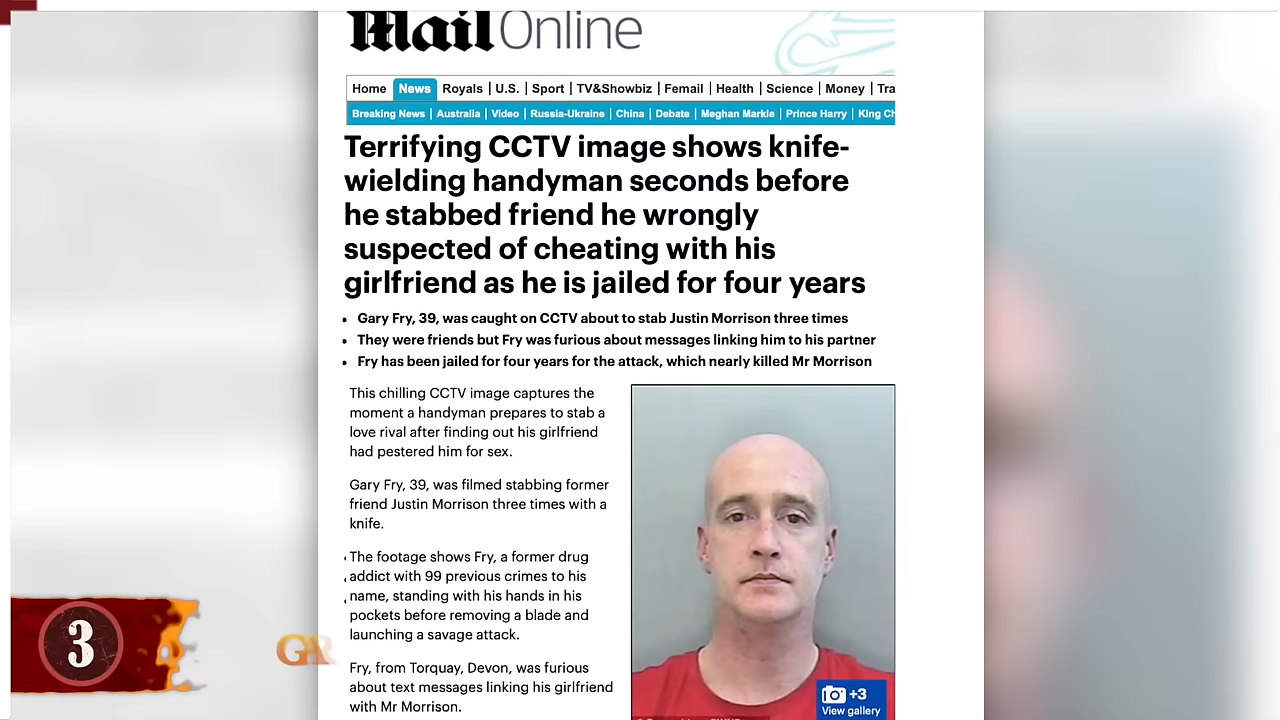 Mail Online
Home News Royals U.S. Sport TV&Showbiz Femail Health Science Money Tra
Breaking News Australia Video Russia-Ukraine China Debate Meghan Markle Prince Harry King Ch
Terrifying CCTV image shows knife-
wielding handyman seconds before
he stabbed friend he wrongly
suspected of cheating with his
girlfriend as he is jailed for four years
• Gary Fry, 39, was caught on CCTV about to stab Justin Morrison three times
• They were friends but Fry was furious about messages linking him to his partner
• Fry has been jailed for four years for the attack, which nearly killed Mr Morrison
This chilling CCTV image captures the
moment a handyman prepares to stab a
love rival after finding out his girlfriend
had pestered him for sex.
Gary Fry, 39, was filmed stabbing former
friend Justin Morrison three times with a
knife.
The footage shows Fry, a former drug
addict with 99 previous crimes to his
name, standing with his hands in his
pockets before removing a blade and
launching a savage attack.
Fry, from Torquay, Devon, was furious
about text messages linking his girlfriend
with Mr Morrison.
+3
View gallery
3